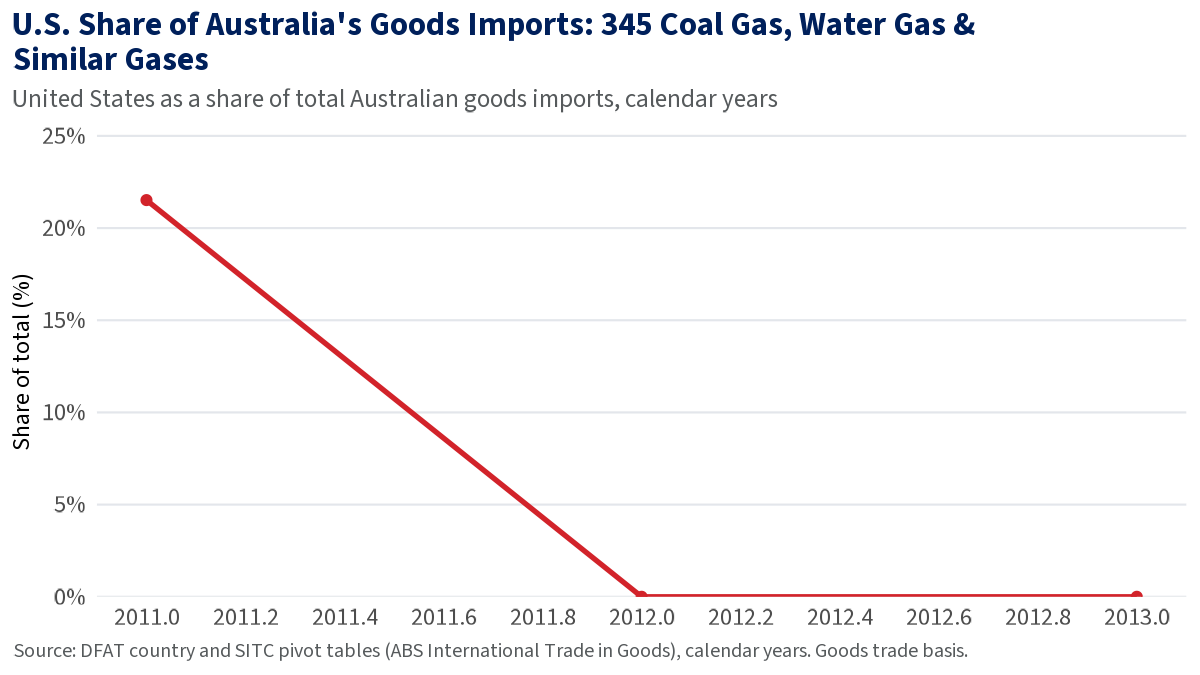 U.S. Share of Australia's Goods Imports: 345 Coal Gas, Water Gas &
Similar Gases
United States as a share of total Australian goods imports, calendar years
25%
20%
15%
10%
5%
0%
Share of total (%)
2011.0 2011.2 2011.4 2011.6 2011.8 2012.0 2012.2 2012.4 2012.6 2012.8 2013.0
Source: DFAT country and SITC pivot tables (ABS International Trade in Goods), calendar years. Goods trade basis.